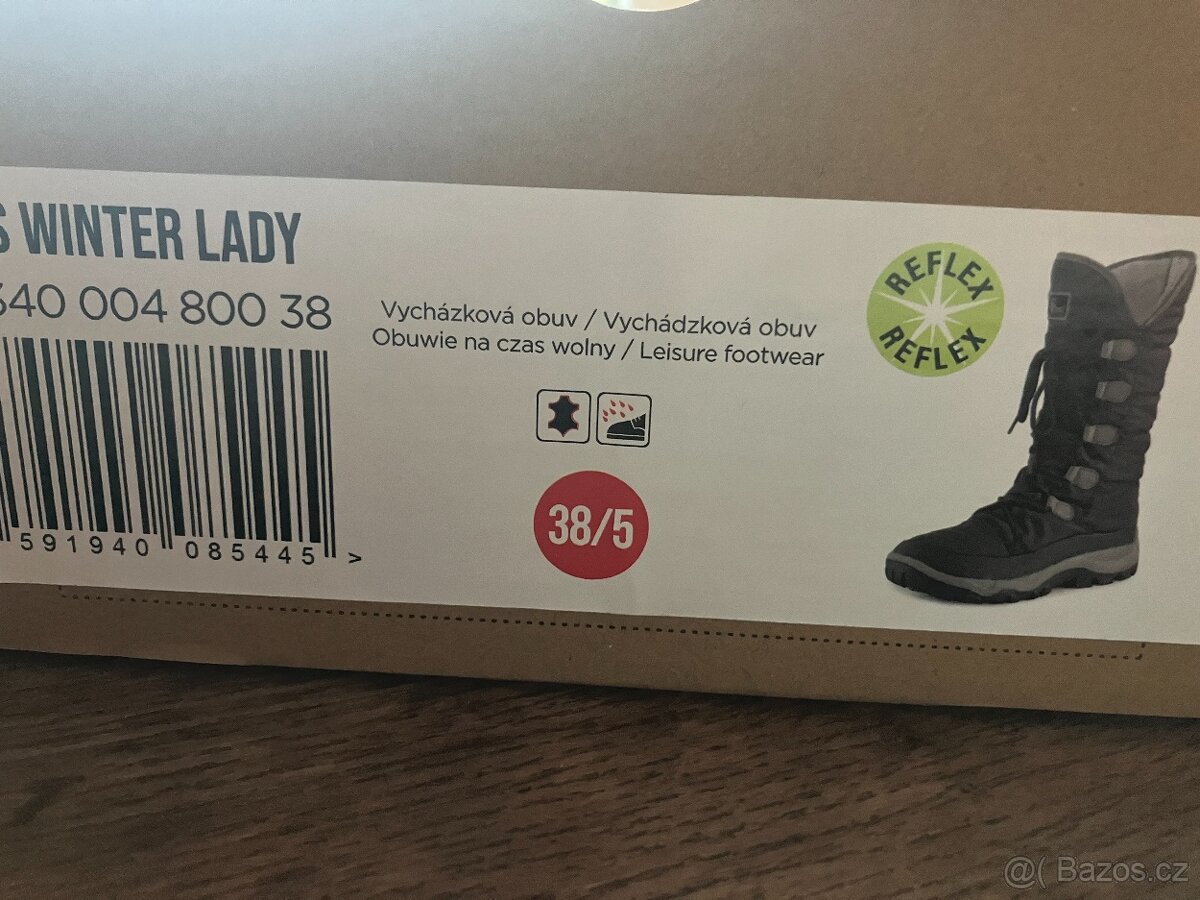 S WINTER LADY
340 004 800 38
591940 085445 >
Vycházková obuv / Vychádzková obuv
Obuwie na czas wolny / Leisure footwear
38/5
REFLEX
REFLEX
@( Bazos.cz